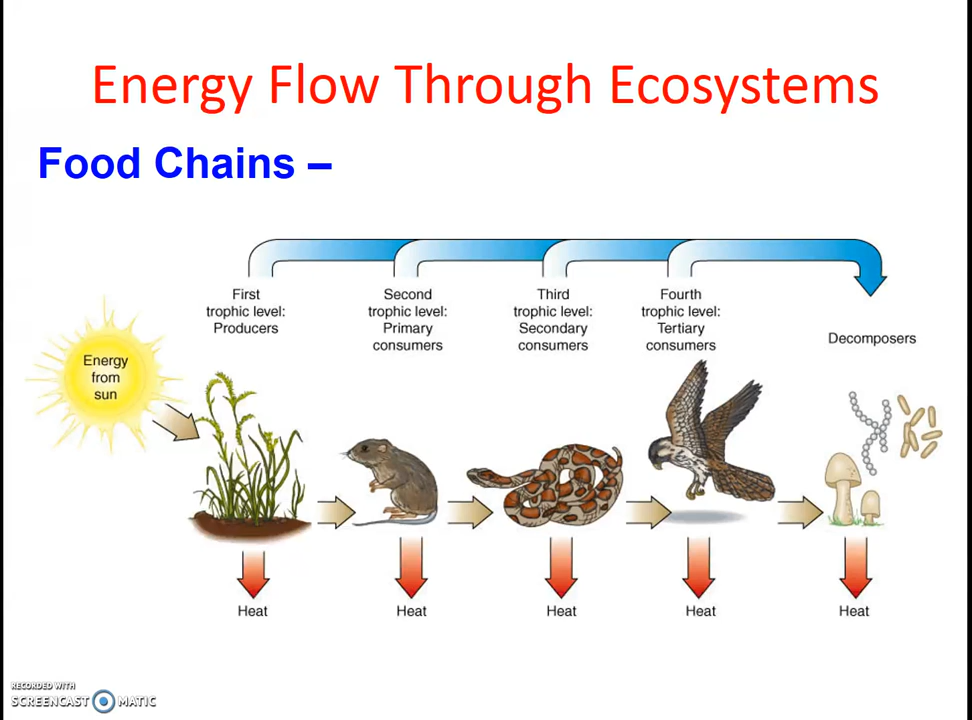 Energy Flow Through Ecosystems
Food Chains –
First
trophic level:
Producers
Second
trophic level:
Primary
consumers
Third
trophic level:
Secondary
consumers
Fourth
trophic level:
Tertiary
consumers
Decomposers
Energy
from
sun
Heat
Heat
Heat
Heat
Heat
RECORDED WITH
SCREENCAST MATIC